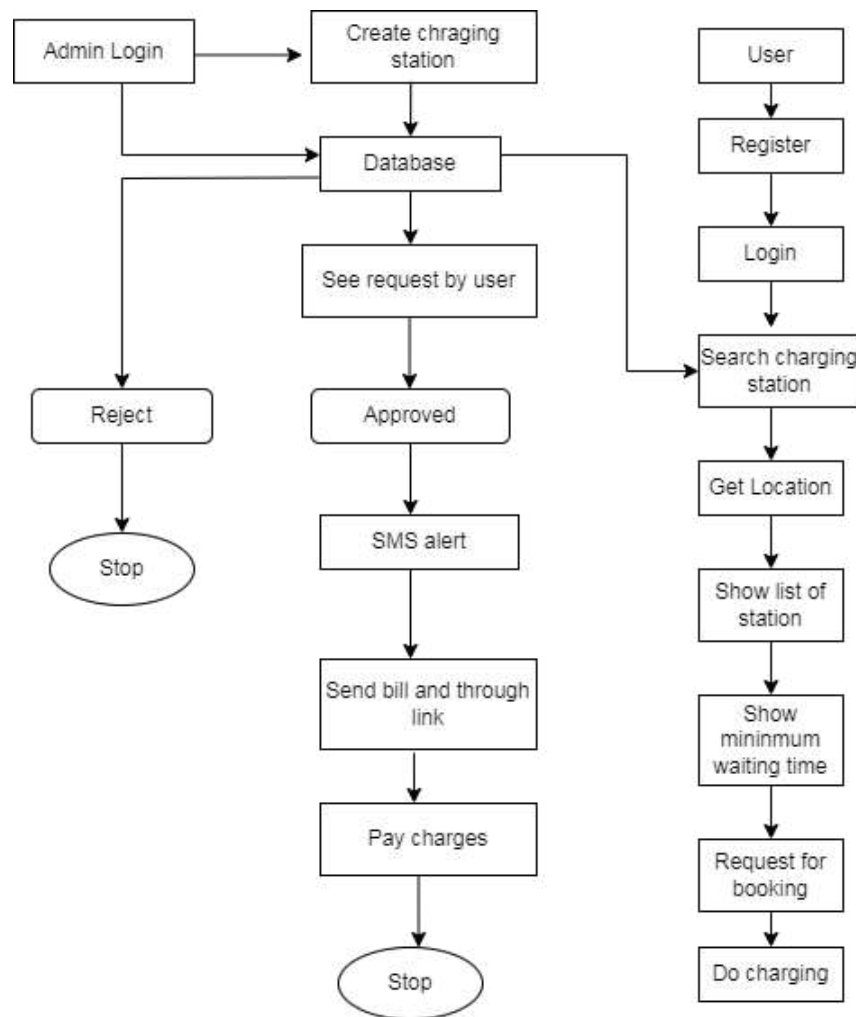 Admin Login
Create chraging
station
Database
See request by user
Reject
Approved
Stop
SMS alert
Send bill and through
link
Pay charges
Stop
User
Register
Login
Search charging
station
Get Location
Show list of
station
Show
mininmum
waiting time
Request for
booking
Do charging